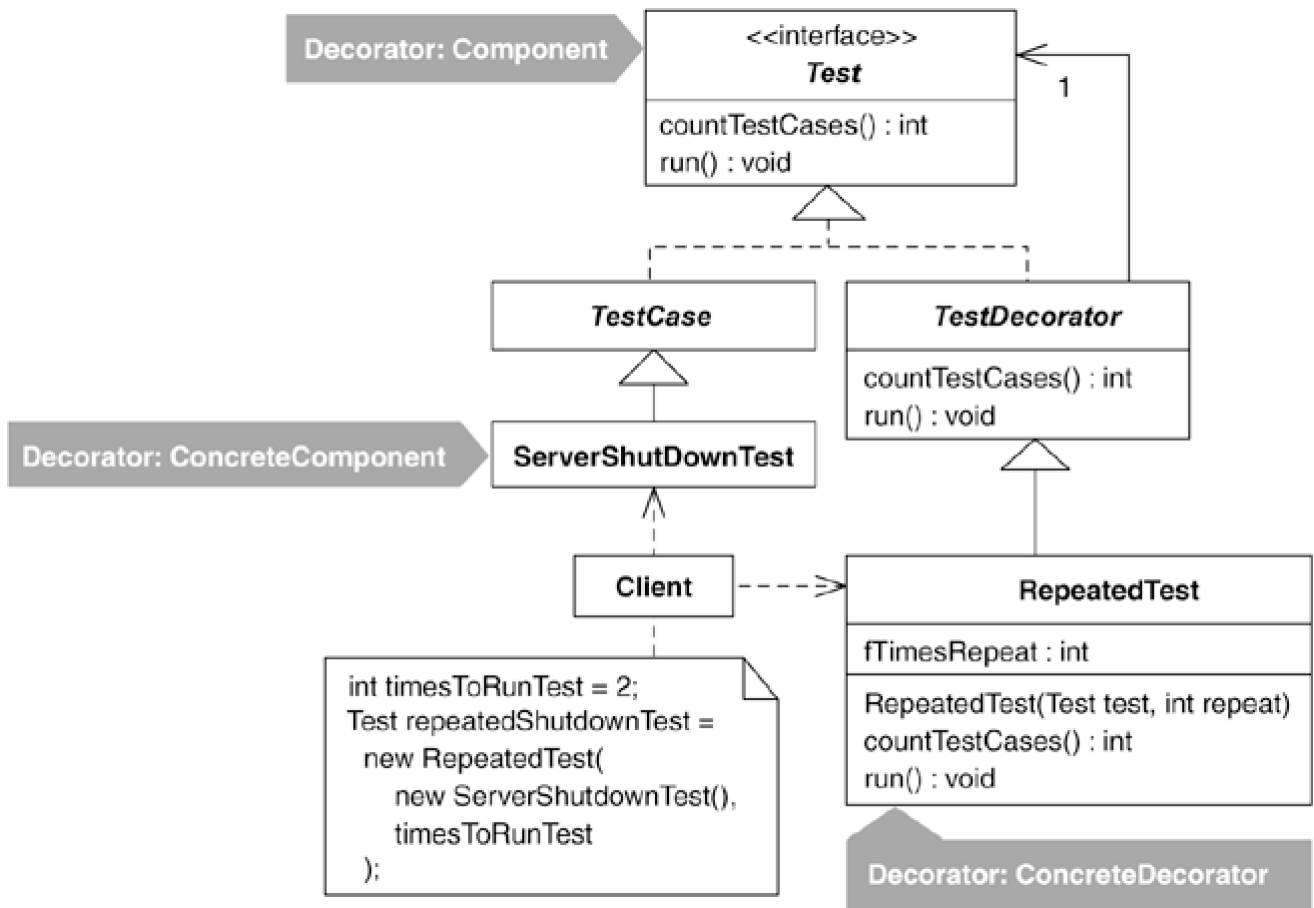 Decorator: Component
<<interface>>
Test
1
countTestCases() : int
run() : void
TestCase
TestDecorator
countTestCases() : int
run() : void
Decorator: ConcreteComponent
ServerShutDownTest
Client
RepeatedTest
fTimesRepeat : int
RepeatedTest(Test test, int repeat)
countTestCases() : int
run() : void
int timesToRunTest = 2;
Test repeatedShutdownTest =
new RepeatedTest(
new ServerShutdownTest(),
timesToRunTest
);
Decorator: ConcreteDecorator